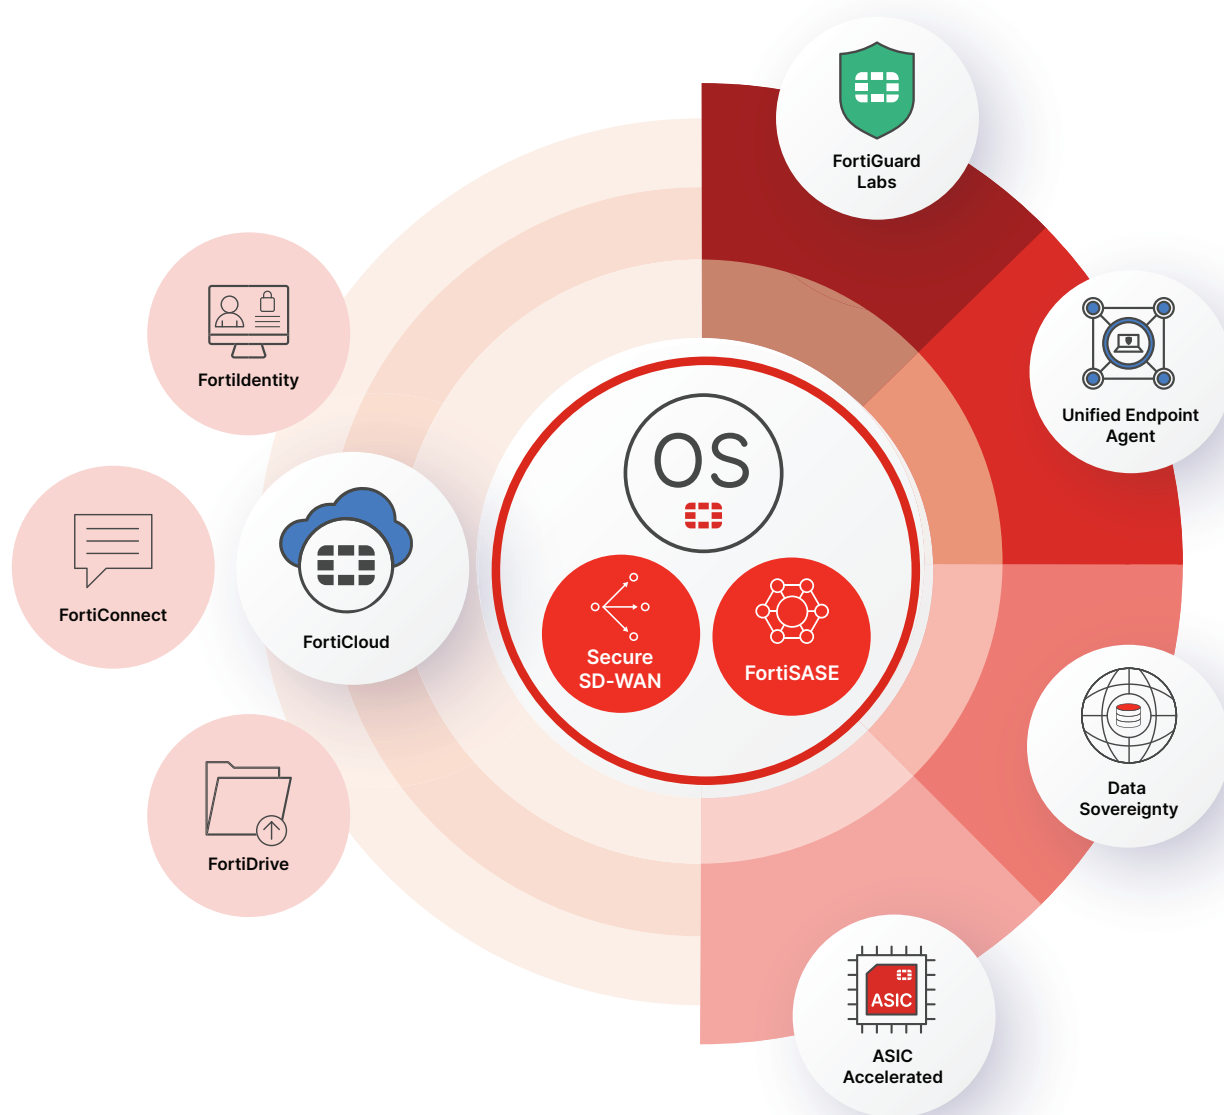 FortiGuard
Labs
Unified Endpoint
Agent
FortiIdentity
OS
FortiConnect
FortiCloud
Secure
SD-WAN
FortiSASE
Data
Sovereignty
FortiDrive
ASIC
ASIC
Accelerated